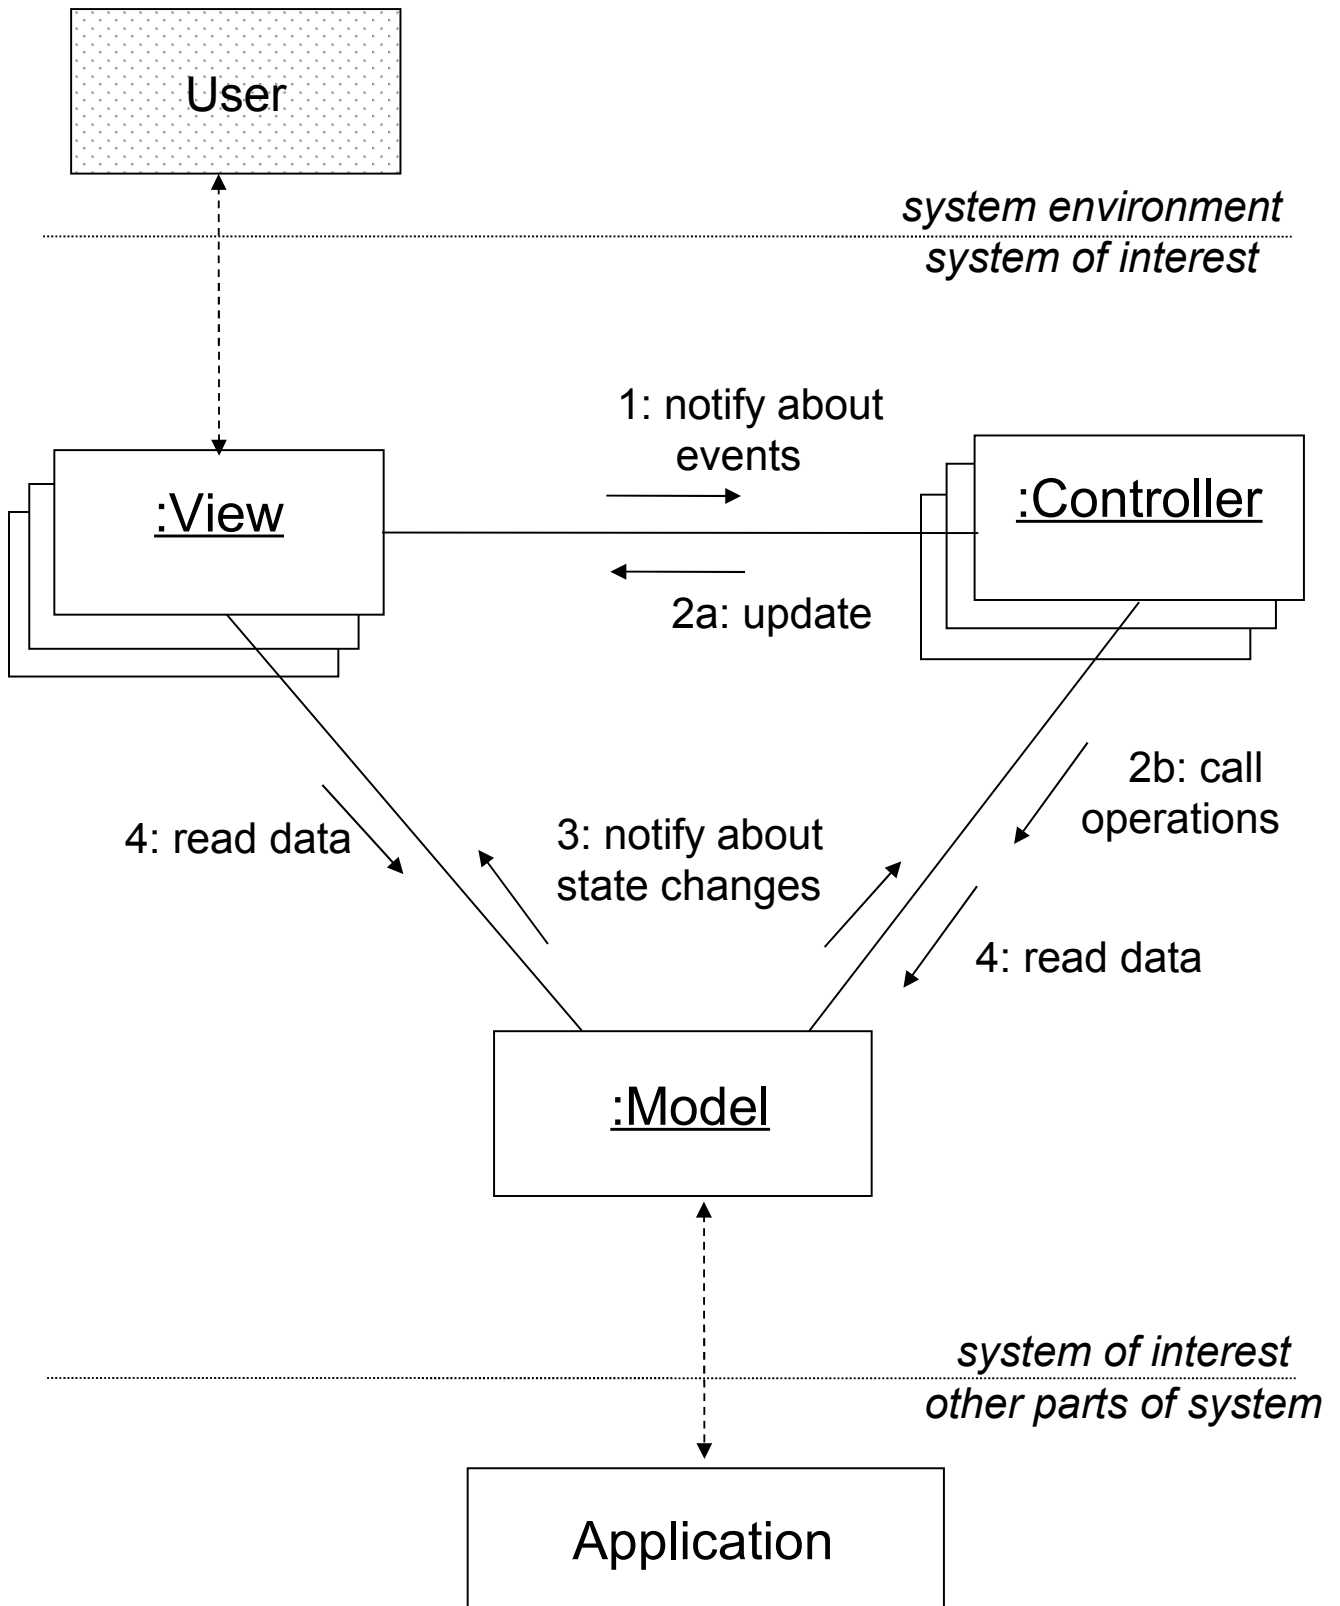 User
system environment
system of interest
1: notify about
events
:View
:Controller
2a: update
2b: call
operations
4: read data
3: notify about
state changes
4: read data
:Model
system of interest
other parts of system
Application